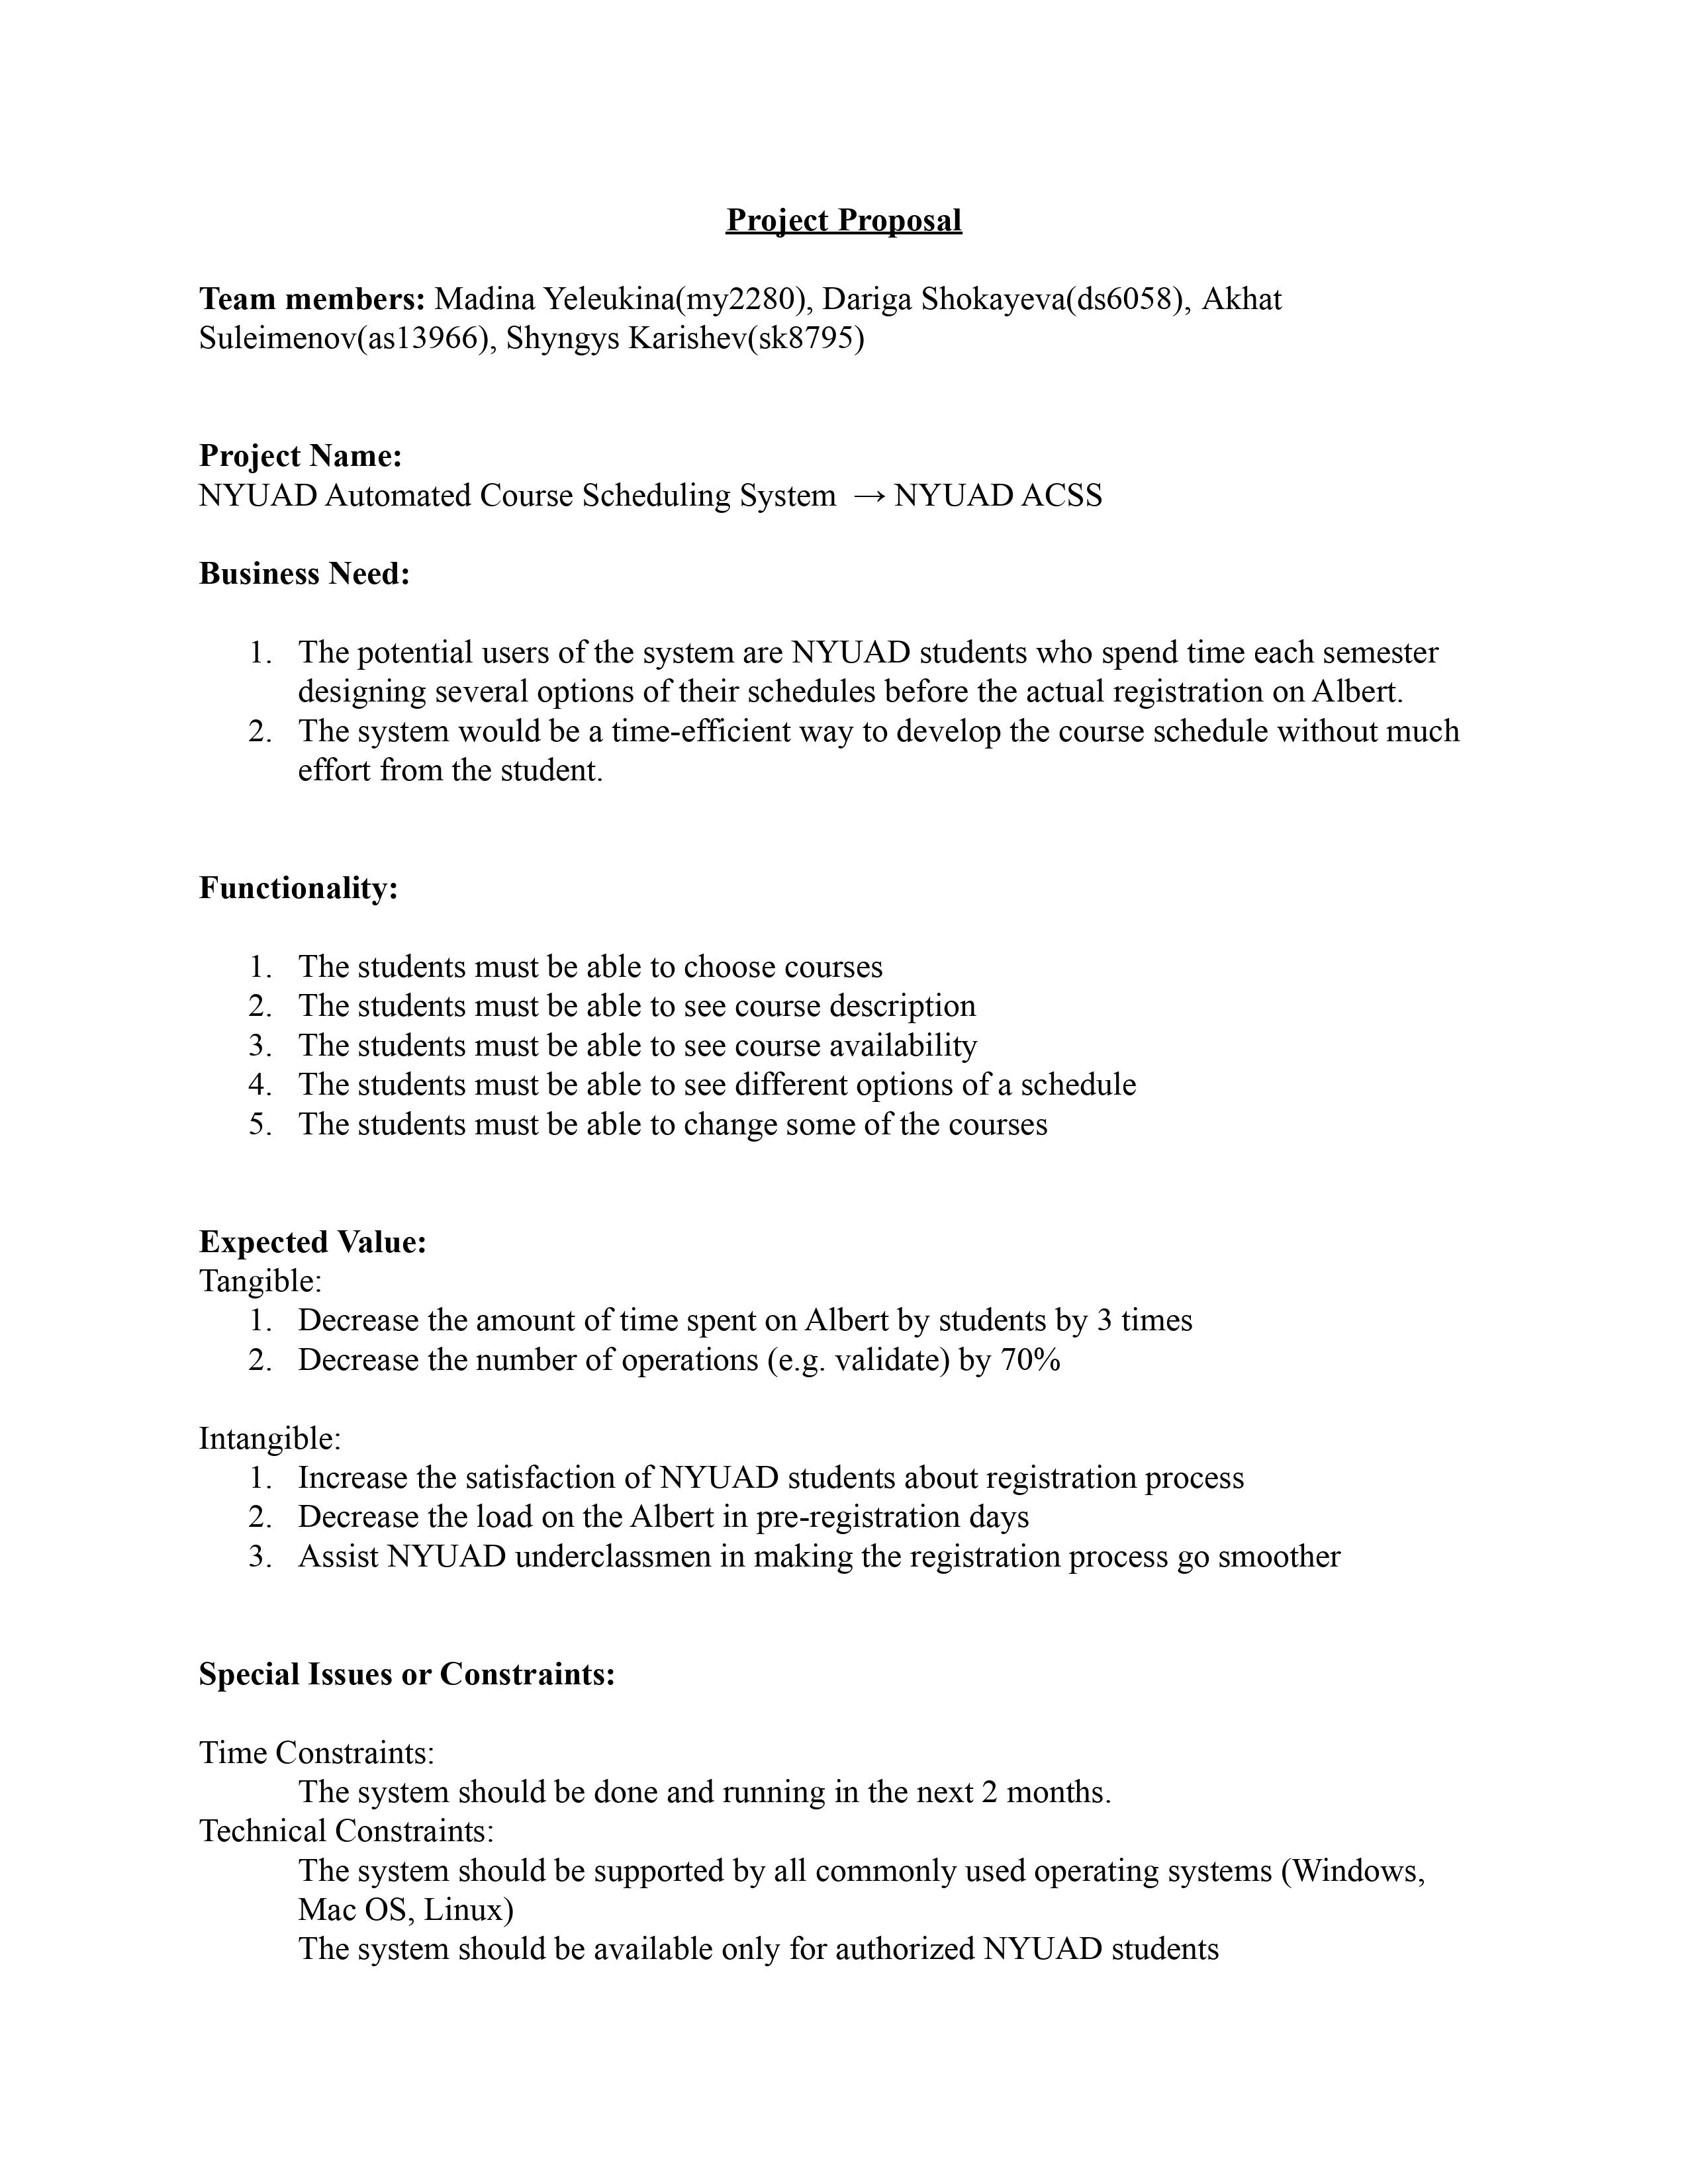 Project Proposal
Team members: Madina Yeleukina(my2280), Dariga Shokayeva(ds6058), Akhat
Suleimenov(as13966), Shyngys Karishev(sk8795)
Project Name:
NYUAD Automated Course Scheduling System → NYUAD ACSS
Business Need:
1. The potential users of the system are NYUAD students who spend time each semester
designing several options of their schedules before the actual registration on Albert.
2. The system would be a time-efficient way to develop the course schedule without much
effort from the student.
Functionality:
1. The students must be able to choose courses
2. The students must be able to see course description
3. The students must be able to see course availability
4. The students must be able to see different options of a schedule
5. The students must be able to change some of the courses
Expected Value:
Tangible:
1. Decrease the amount of time spent on Albert by students by 3 times
2. Decrease the number of operations (e.g. validate) by 70%
Intangible:
1. Increase the satisfaction of NYUAD students about registration process
2. Decrease the load on the Albert in pre-registration days
3. Assist NYUAD underclassmen in making the registration process go smoother
Special Issues or Constraints:
Time Constraints:
The system should be done and running in the next 2 months.
Technical Constraints:
The system should be supported by all commonly used operating systems (Windows,
Mac OS, Linux)
The system should be available only for authorized NYUAD students